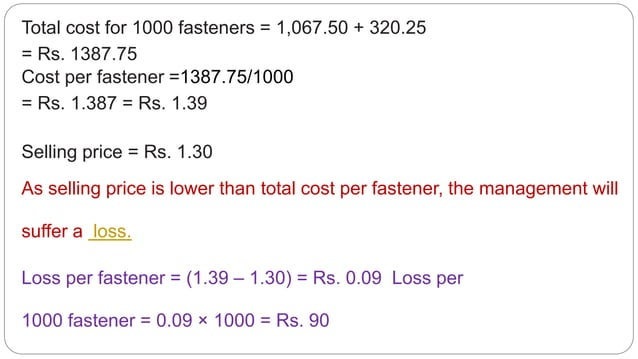 Total cost for 1000 fasteners = 1,067.50 + 320.25
= Rs. 1387.75
Cost per fastener =1387.75/1000
= Rs. 1.387 = Rs. 1.39
Selling price = Rs. 1.30
As selling price is lower than total cost per fastener, the management will
suffer a loss.
Loss per fastener = (1.39 – 1.30) = Rs. 0.09 Loss per
1000 fastener = 0.09 × 1000 = Rs. 90